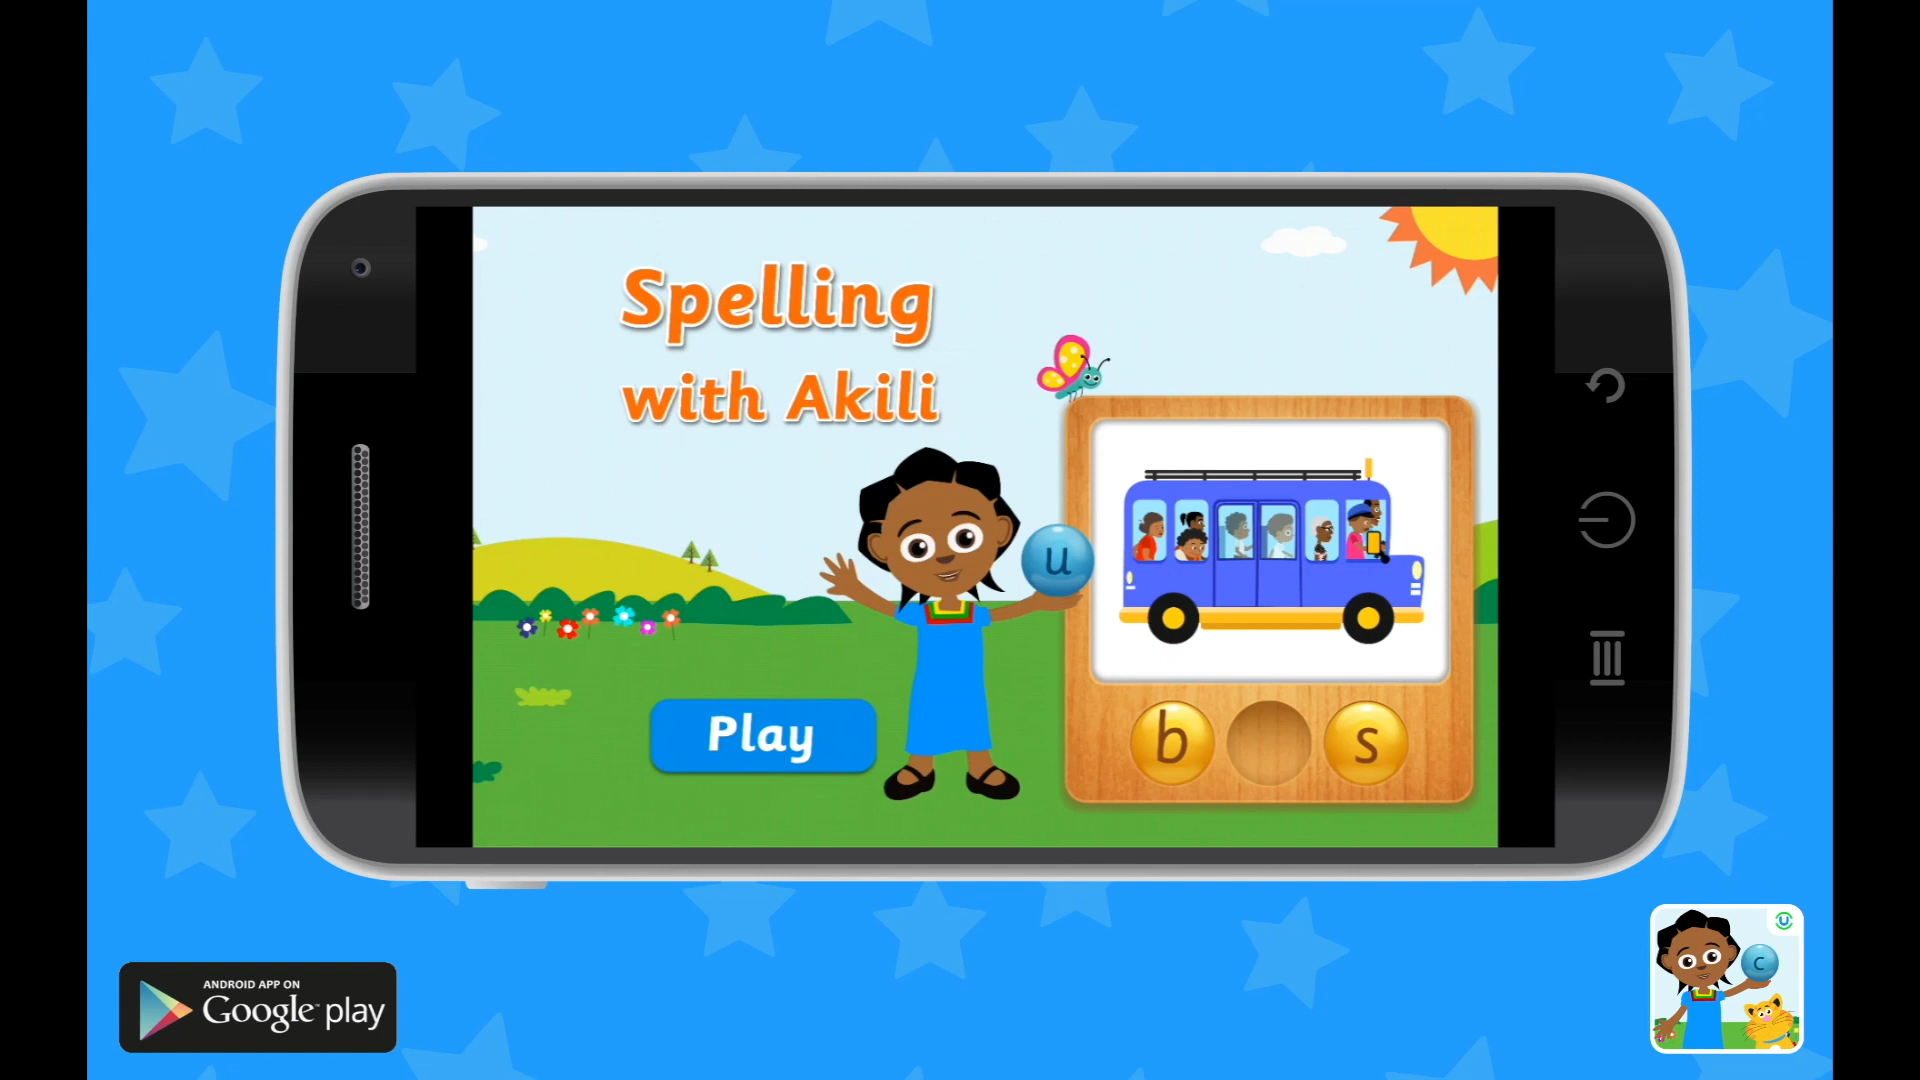 Spelling
with Akili
u
Play
b s
ANDROID APP ON
Google play
c